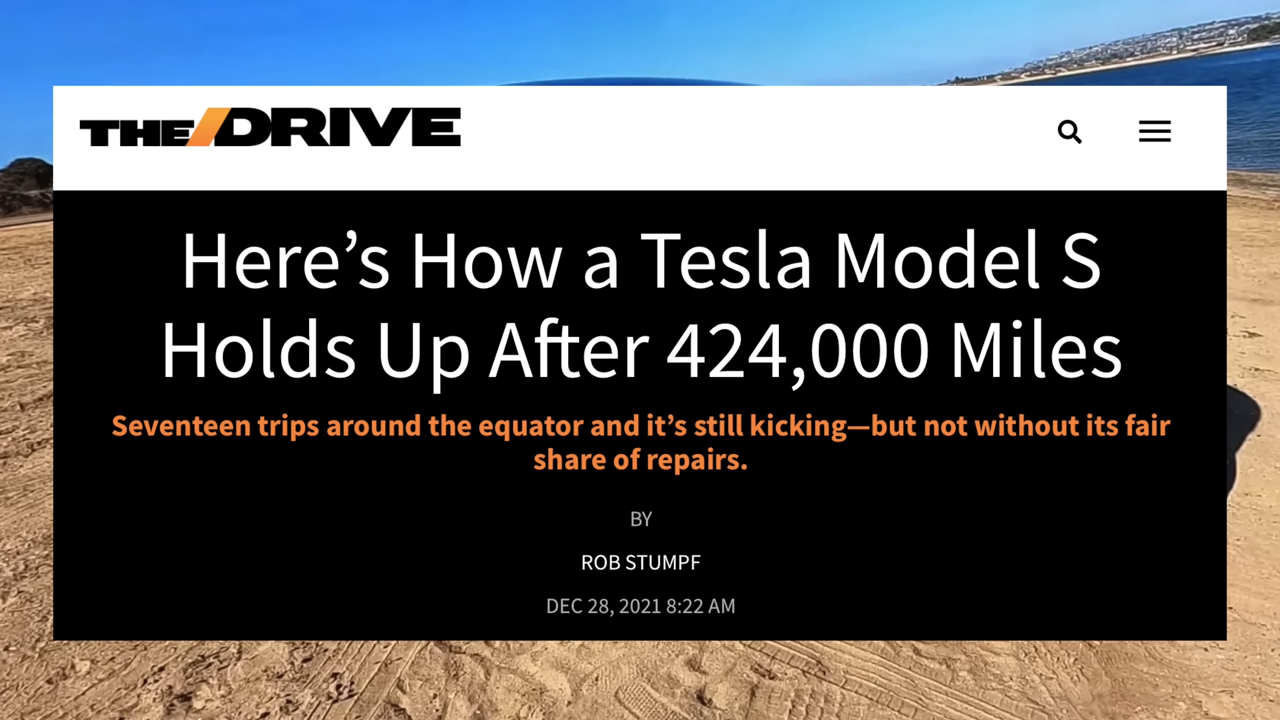 THE/DRIVE
Here’s How a Tesla Model S
Holds Up After 424,000 Miles
Seventeen trips around the equator and it’s still kicking—but not without its fair
share of repairs.
BY
ROB STUMPF
DEC 28, 2021 8:22 AM